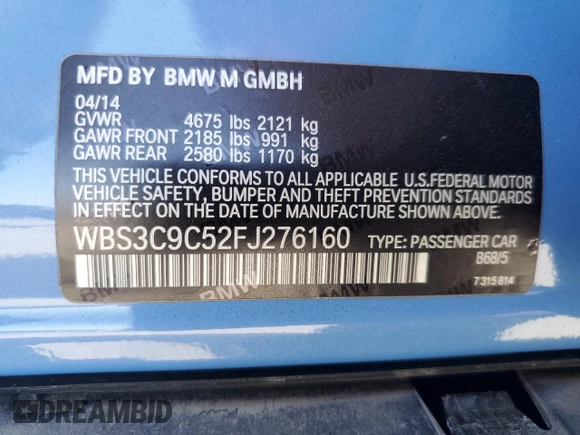 MFD BY BMW M GMBH
04/14
GVWR 4675 lbs 2121 kg
GAWR FRONT 2185 lbs 991 kg
GAWR REAR 2580 lbs 1170 kg
THIS VEHICLE CONFORMS TO ALL APPLICABLE U.S.FEDERAL MOTOR
VEHICLE SAFETY, BUMPER AND THEFT PREVENTION STANDARDS
IN EFFECT ON THE DATE OF MANUFACTURE SHOWN ABOVE.
WBS3C9C52FJ276160 TYPE: PASSENGER CAR
B68/5
7315814
DREAMBID